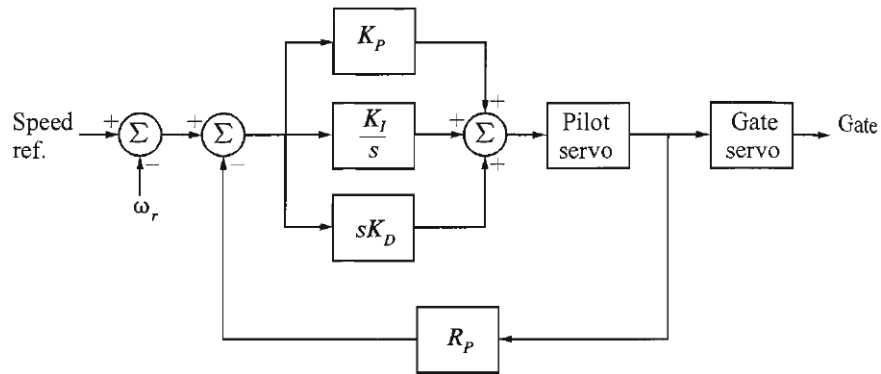 K_P
Speed
ref.
+
Σ
−
ω_r
+
Σ
−
K_I
s
sK_D
+
+
Σ
+
Pilot
servo
Gate
servo
Gate
R_P